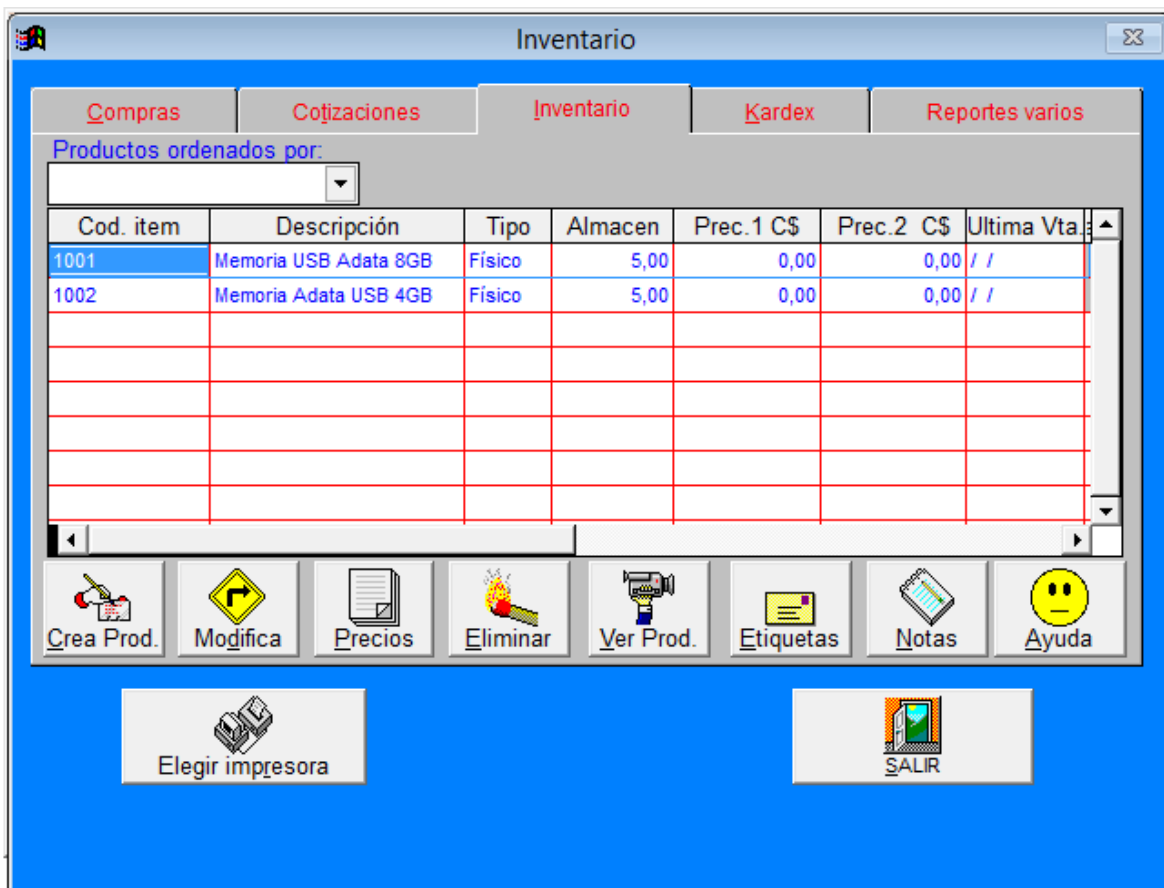 Inventario
Compras Cotizaciones Inventario Kardex Reportes varios
Productos ordenados por:
Cod. item Descripción Tipo Almacen Prec.1 C$ Prec.2 C$ Ultima Vta.
1001 Memoria USB Adata 8GB Físico 5,00 0,00 0,00 / /
1002 Memoria Adata USB 4GB Físico 5,00 0,00 0,00 / /
Crea Prod. Modifica Precios Eliminar Ver Prod. Etiquetas Notas Ayuda
Elegir impresora SALIR